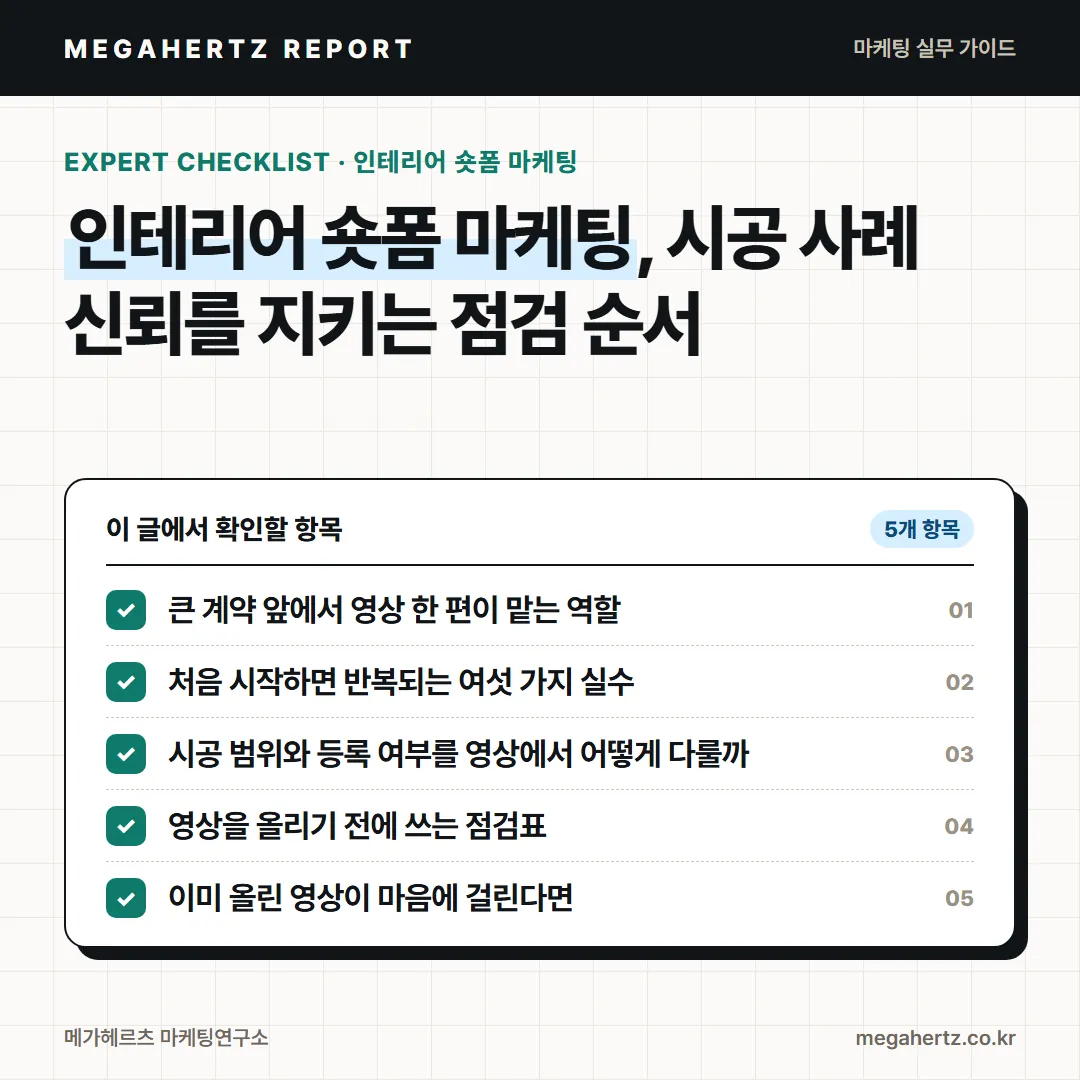 MEGAHERTZ REPORT
마케팅 실무 가이드
EXPERT CHECKLIST · 인테리어 숏폼 마케팅
인테리어 숏폼 마케팅, 시공 사례
신뢰를 지키는 점검 순서
이 글에서 확인할 항목
5개 항목
큰 계약 앞에서 영상 한 편이 맡는 역할
01
처음 시작하면 반복되는 여섯 가지 실수
02
시공 범위와 등록 여부를 영상에서 어떻게 다룰까
03
영상을 올리기 전에 쓰는 점검표
04
이미 올린 영상이 마음에 걸린다면
05
메가헤르츠 마케팅연구소
megahertz.co.kr